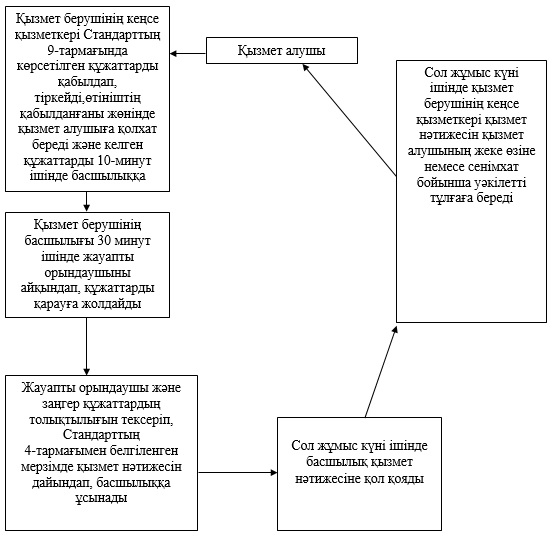 Қызмет алушы
Қызмет берушінің кеңсе
қызметкері Стандарттың
9-тармағында
көрсетілген құжаттарды
қабылдап,
тіркейді,өтініштің
қабылданғаны жөнінде
қызмет алушыға қолхат
береді және келген
құжаттарды 10-минут
ішінде басшылыққа
Қызмет берушінің
басшылығы 30 минут
ішінде жауапты
орындаушыны
айқындап, құжаттарды
қарауға жолдайды
Жауапты орындаушы және
заңгер құжаттардың
толықтылығын тексеріп,
Стандарттың
4-тармағымен белгіленген
мерзімде қызмет нәтижесін
дайындап, басшылыққа
ұсынады
Сол жұмыс күні ішінде
басшылық қызмет
нәтижесіне қол қояды
Сол жұмыс күні
ішінде қызмет
берушінің кеңсе
қызметкері қызмет
нәтижесін қызмет
алушының жеке өзіне
немесе сенімхат
бойынша уәкілетті
тұлғаға береді